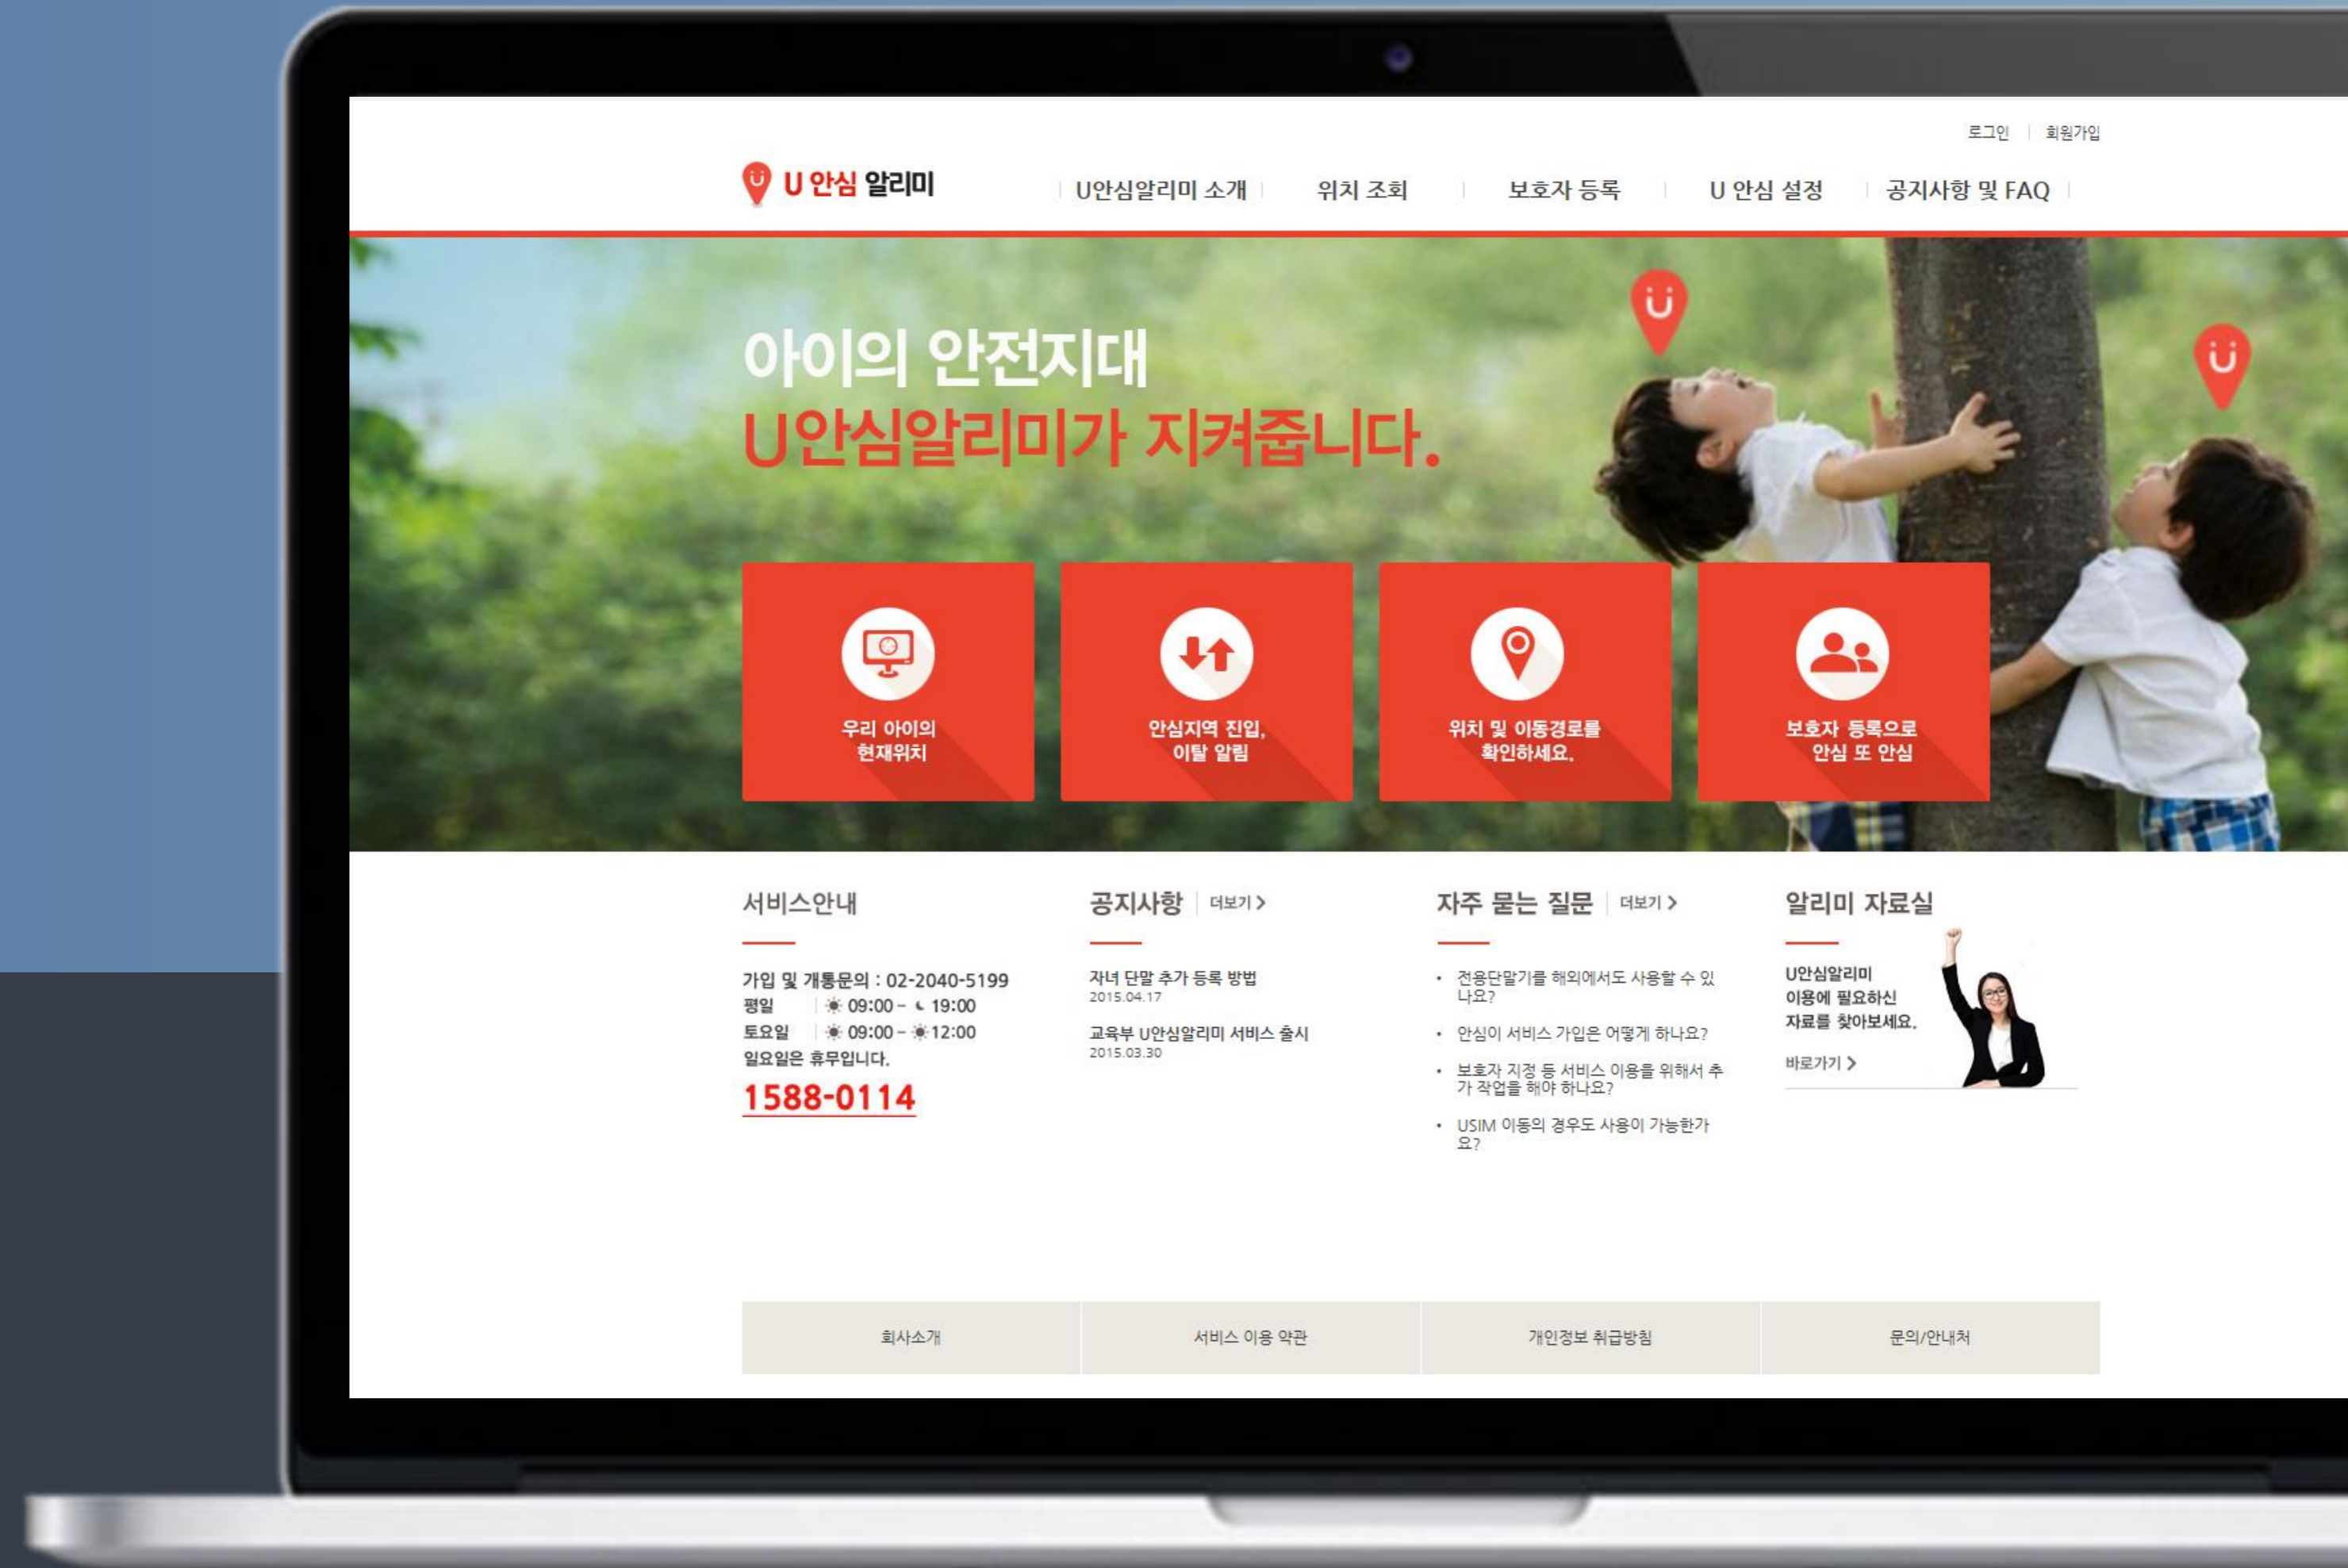 로그인 회원가입
U 안심 알리미
U안심알리미 소개 위치 조회 보호자 등록 U 안심 설정 공지사항 및 FAQ
아이의 안전지대
U안심알리미가 지켜줍니다.
우리 아이의
현재위치
안심지역 진입,
이탈 알림
위치 및 이동경로를
확인하세요.
보호자 등록으로
안심 또 안심
서비스안내
가입 및 개통문의 : 02-2040-5199
평일 09:00 - 19:00
토요일 09:00 - 12:00
일요일은 휴무입니다.
1588-0114
공지사항 더보기 >
자녀 단말 추가 등록 방법
2015.04.17
교육부 U안심알리미 서비스 출시
2015.03.30
자주 묻는 질문 더보기 >
• 전용단말기를 해외에서도 사용할 수 있
나요?
• 안심이 서비스 가입은 어떻게 하나요?
• 보호자 지정 등 서비스 이용을 위해서 추
가 작업을 해야 하나요?
• USIM 이동의 경우도 사용이 가능한가
요?
알리미 자료실
U안심알리미
이용에 필요하신
자료를 찾아보세요.
바로가기 >
회사소개 서비스 이용 약관 개인정보 취급방침 문의/안내처